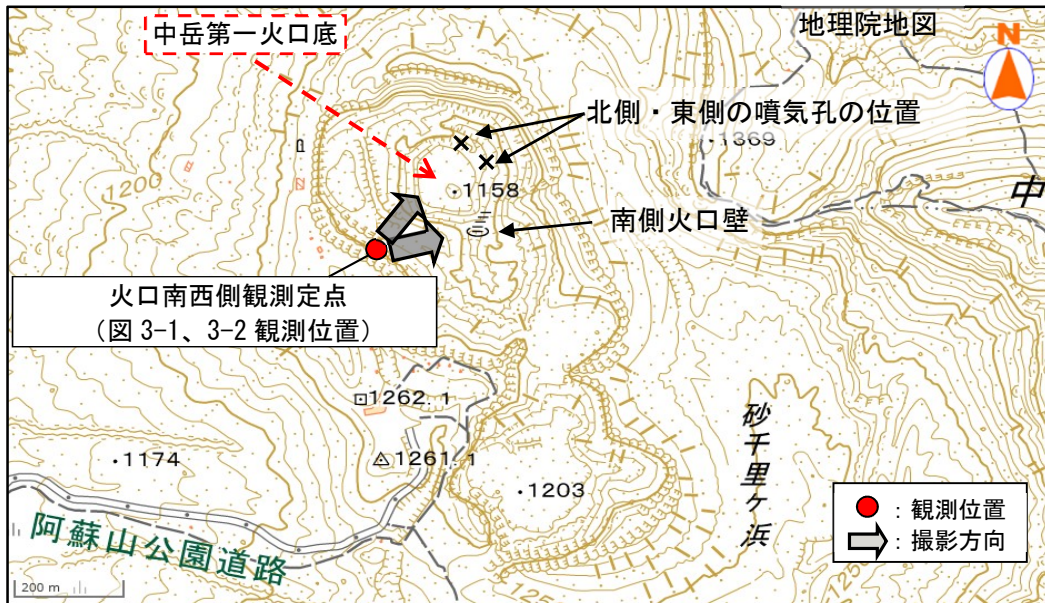 地理院地図
中岳第一火口底
N
北側・東側の噴気孔の位置
1369
1200
・1158
中
南側火口壁
火口南西側観測定点
(図 3-1、3-2 観測位置)
1262.1
・1174
1261.1
・1203
砂千里ヶ浜
:観測位置
:撮影方向
阿蘇山公園道路
200 m